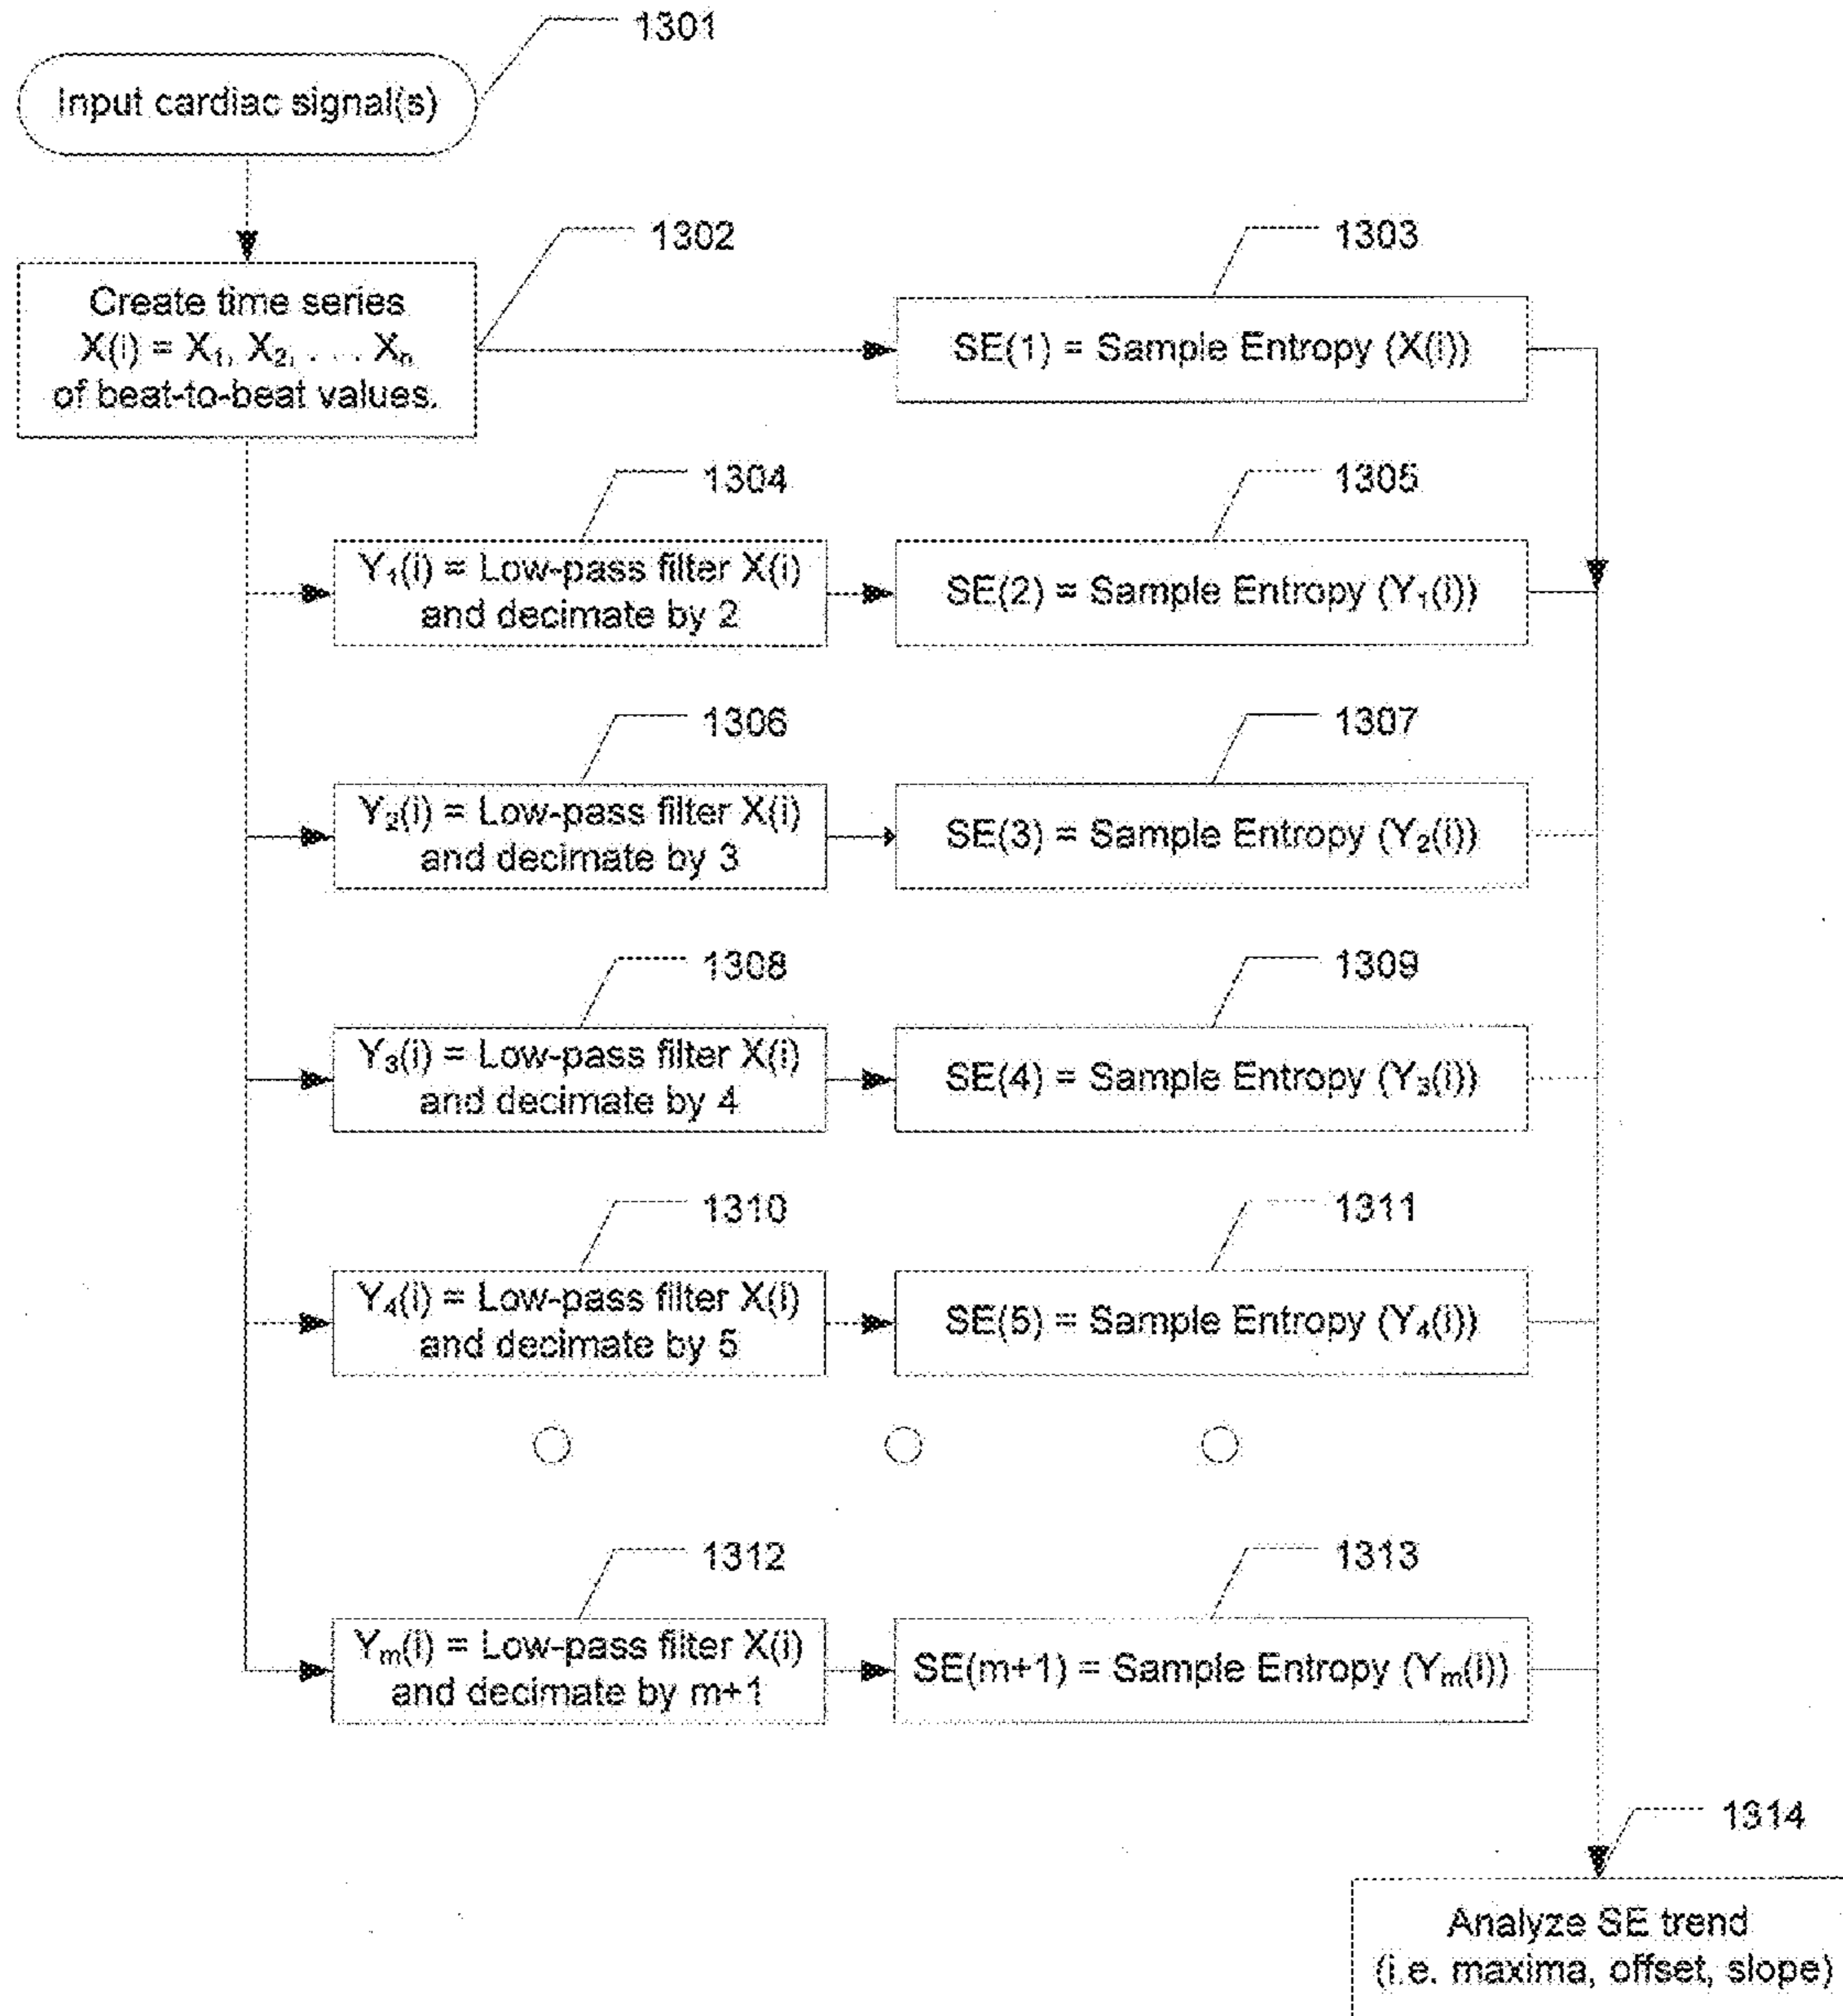 1301
Input cardiac signal(s)
1302
Create time series
X(i) = X₁, X₂, . . . Xₙ
of beat-to-beat values.
1303
SE(1) = Sample Entropy (X(i))
1304
Y₁(i) = Low-pass filter X(i)
and decimate by 2
1305
SE(2) = Sample Entropy (Y₁(i))
1306
Y₂(i) = Low-pass filter X(i)
and decimate by 3
1307
SE(3) = Sample Entropy (Y₂(i))
1308
Y₃(i) = Low-pass filter X(i)
and decimate by 4
1309
SE(4) = Sample Entropy (Y₃(i))
1310
Y₄(i) = Low-pass filter X(i)
and decimate by 5
1311
SE(5) = Sample Entropy (Y₄(i))
1312
Yₘ(i) = Low-pass filter X(i)
and decimate by m+1
1313
SE(m+1) = Sample Entropy (Yₘ(i))
1314
Analyze SE trend
(i.e. maxima, offset, slope)